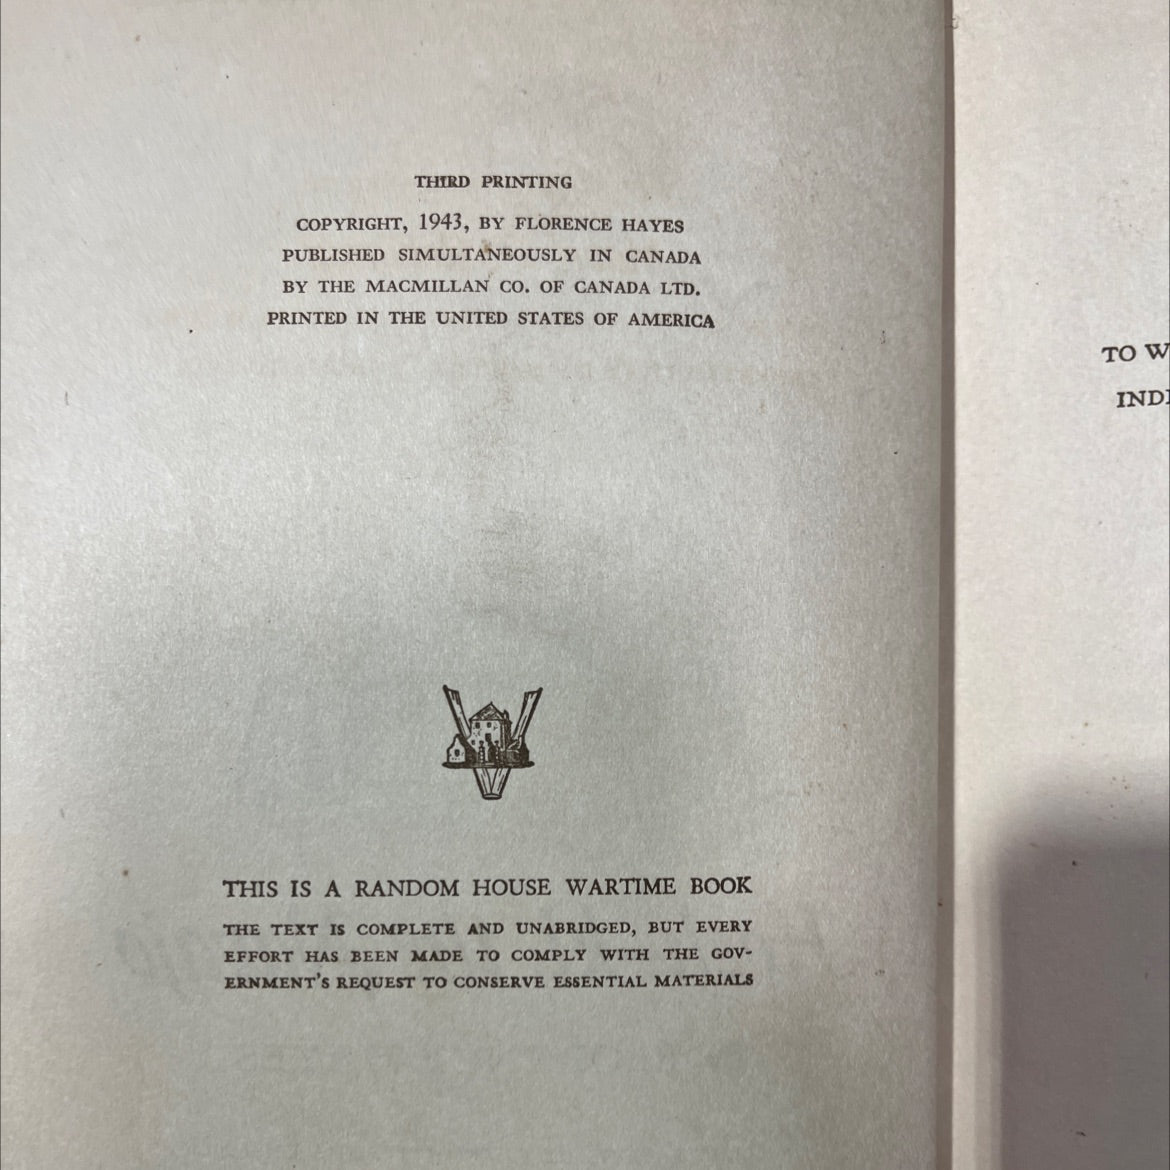 THIRD PRINTING
COPYRIGHT, 1943, BY FLORENCE HAYES
PUBLISHED SIMULTANEOUSLY IN CANADA
BY THE MACMILLAN CO. OF CANADA LTD.
PRINTED IN THE UNITED STATES OF AMERICA
THIS IS A RANDOM HOUSE WARTIME BOOK
THE TEXT IS COMPLETE AND UNABRIDGED, BUT EVERY
EFFORT HAS BEEN MADE TO COMPLY WITH THE GOV-
ERNMENT'S REQUEST TO CONSERVE ESSENTIAL MATERIALS
TO